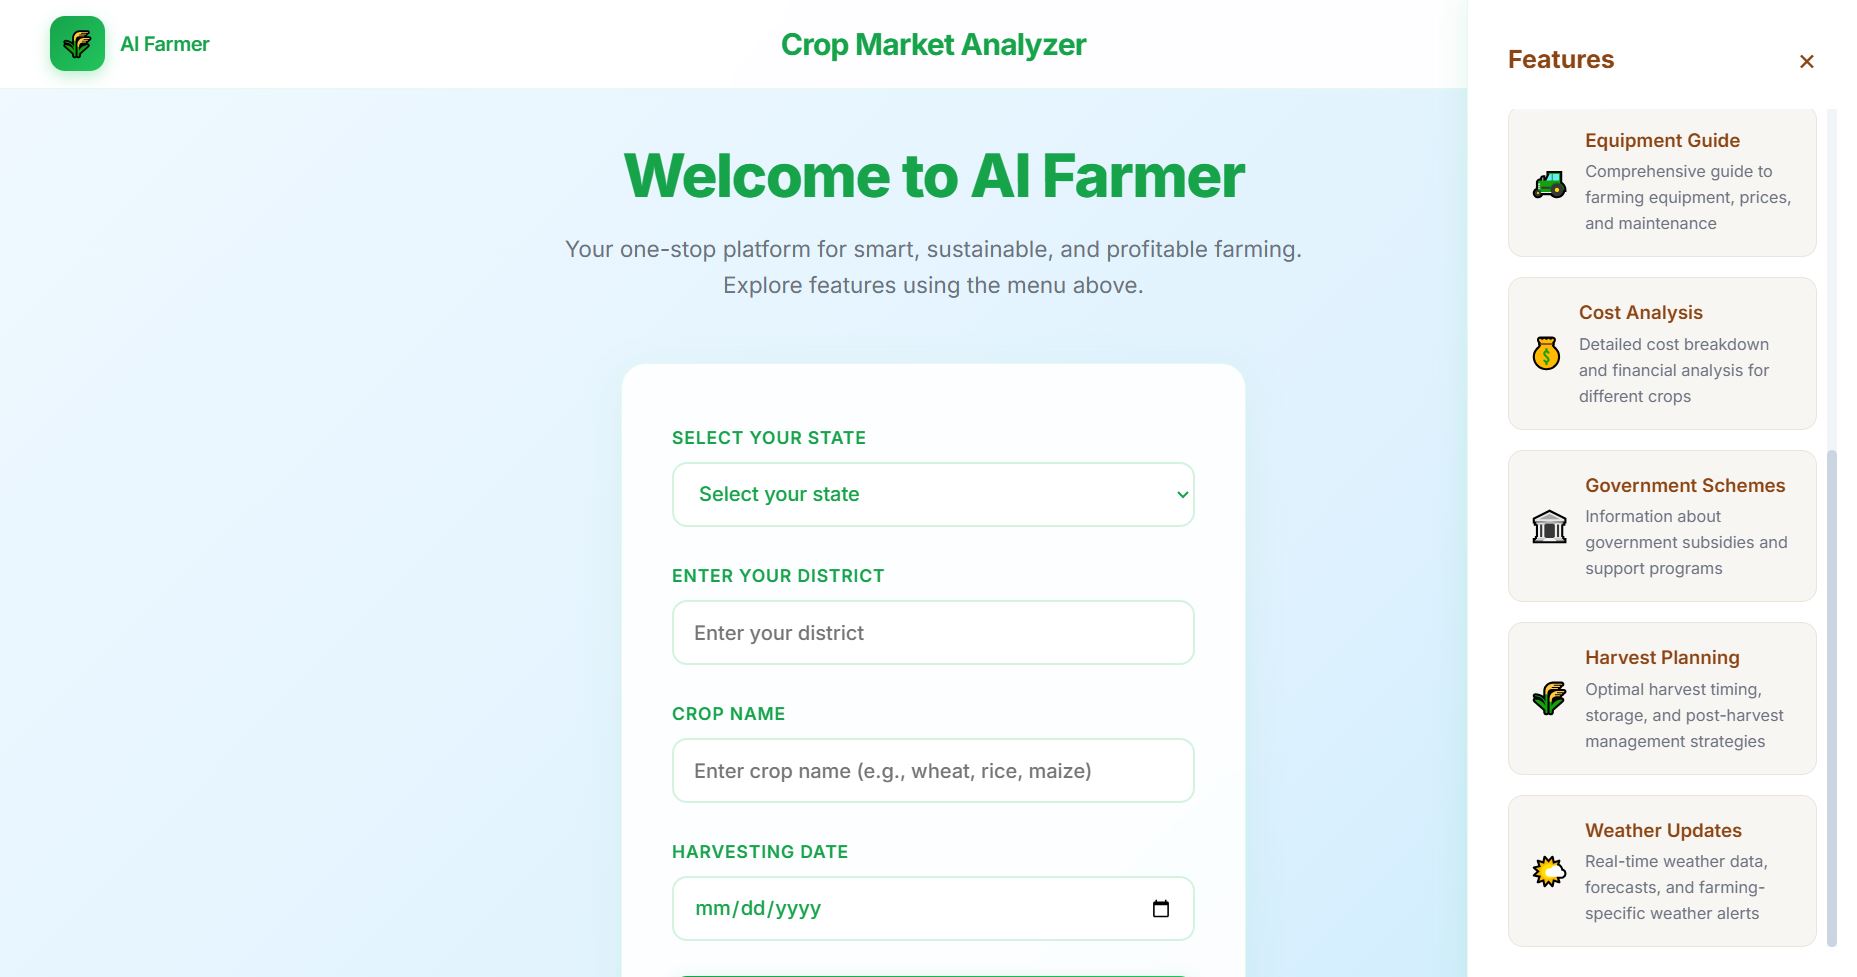 AI Farmer
Crop Market Analyzer
Welcome to AI Farmer
Your one-stop platform for smart, sustainable, and profitable farming.
Explore features using the menu above.
SELECT YOUR STATE
Select your state
ENTER YOUR DISTRICT
Enter your district
CROP NAME
Enter crop name (e.g., wheat, rice, maize)
HARVESTING DATE
mm/dd/yyyy
Features
Equipment Guide
Comprehensive guide to
farming equipment, prices,
and maintenance
Cost Analysis
Detailed cost breakdown
and financial analysis for
different crops
Government Schemes
Information about
government subsidies and
support programs
Harvest Planning
Optimal harvest timing,
storage, and post-harvest
management strategies
Weather Updates
Real-time weather data,
forecasts, and farming-
specific weather alerts